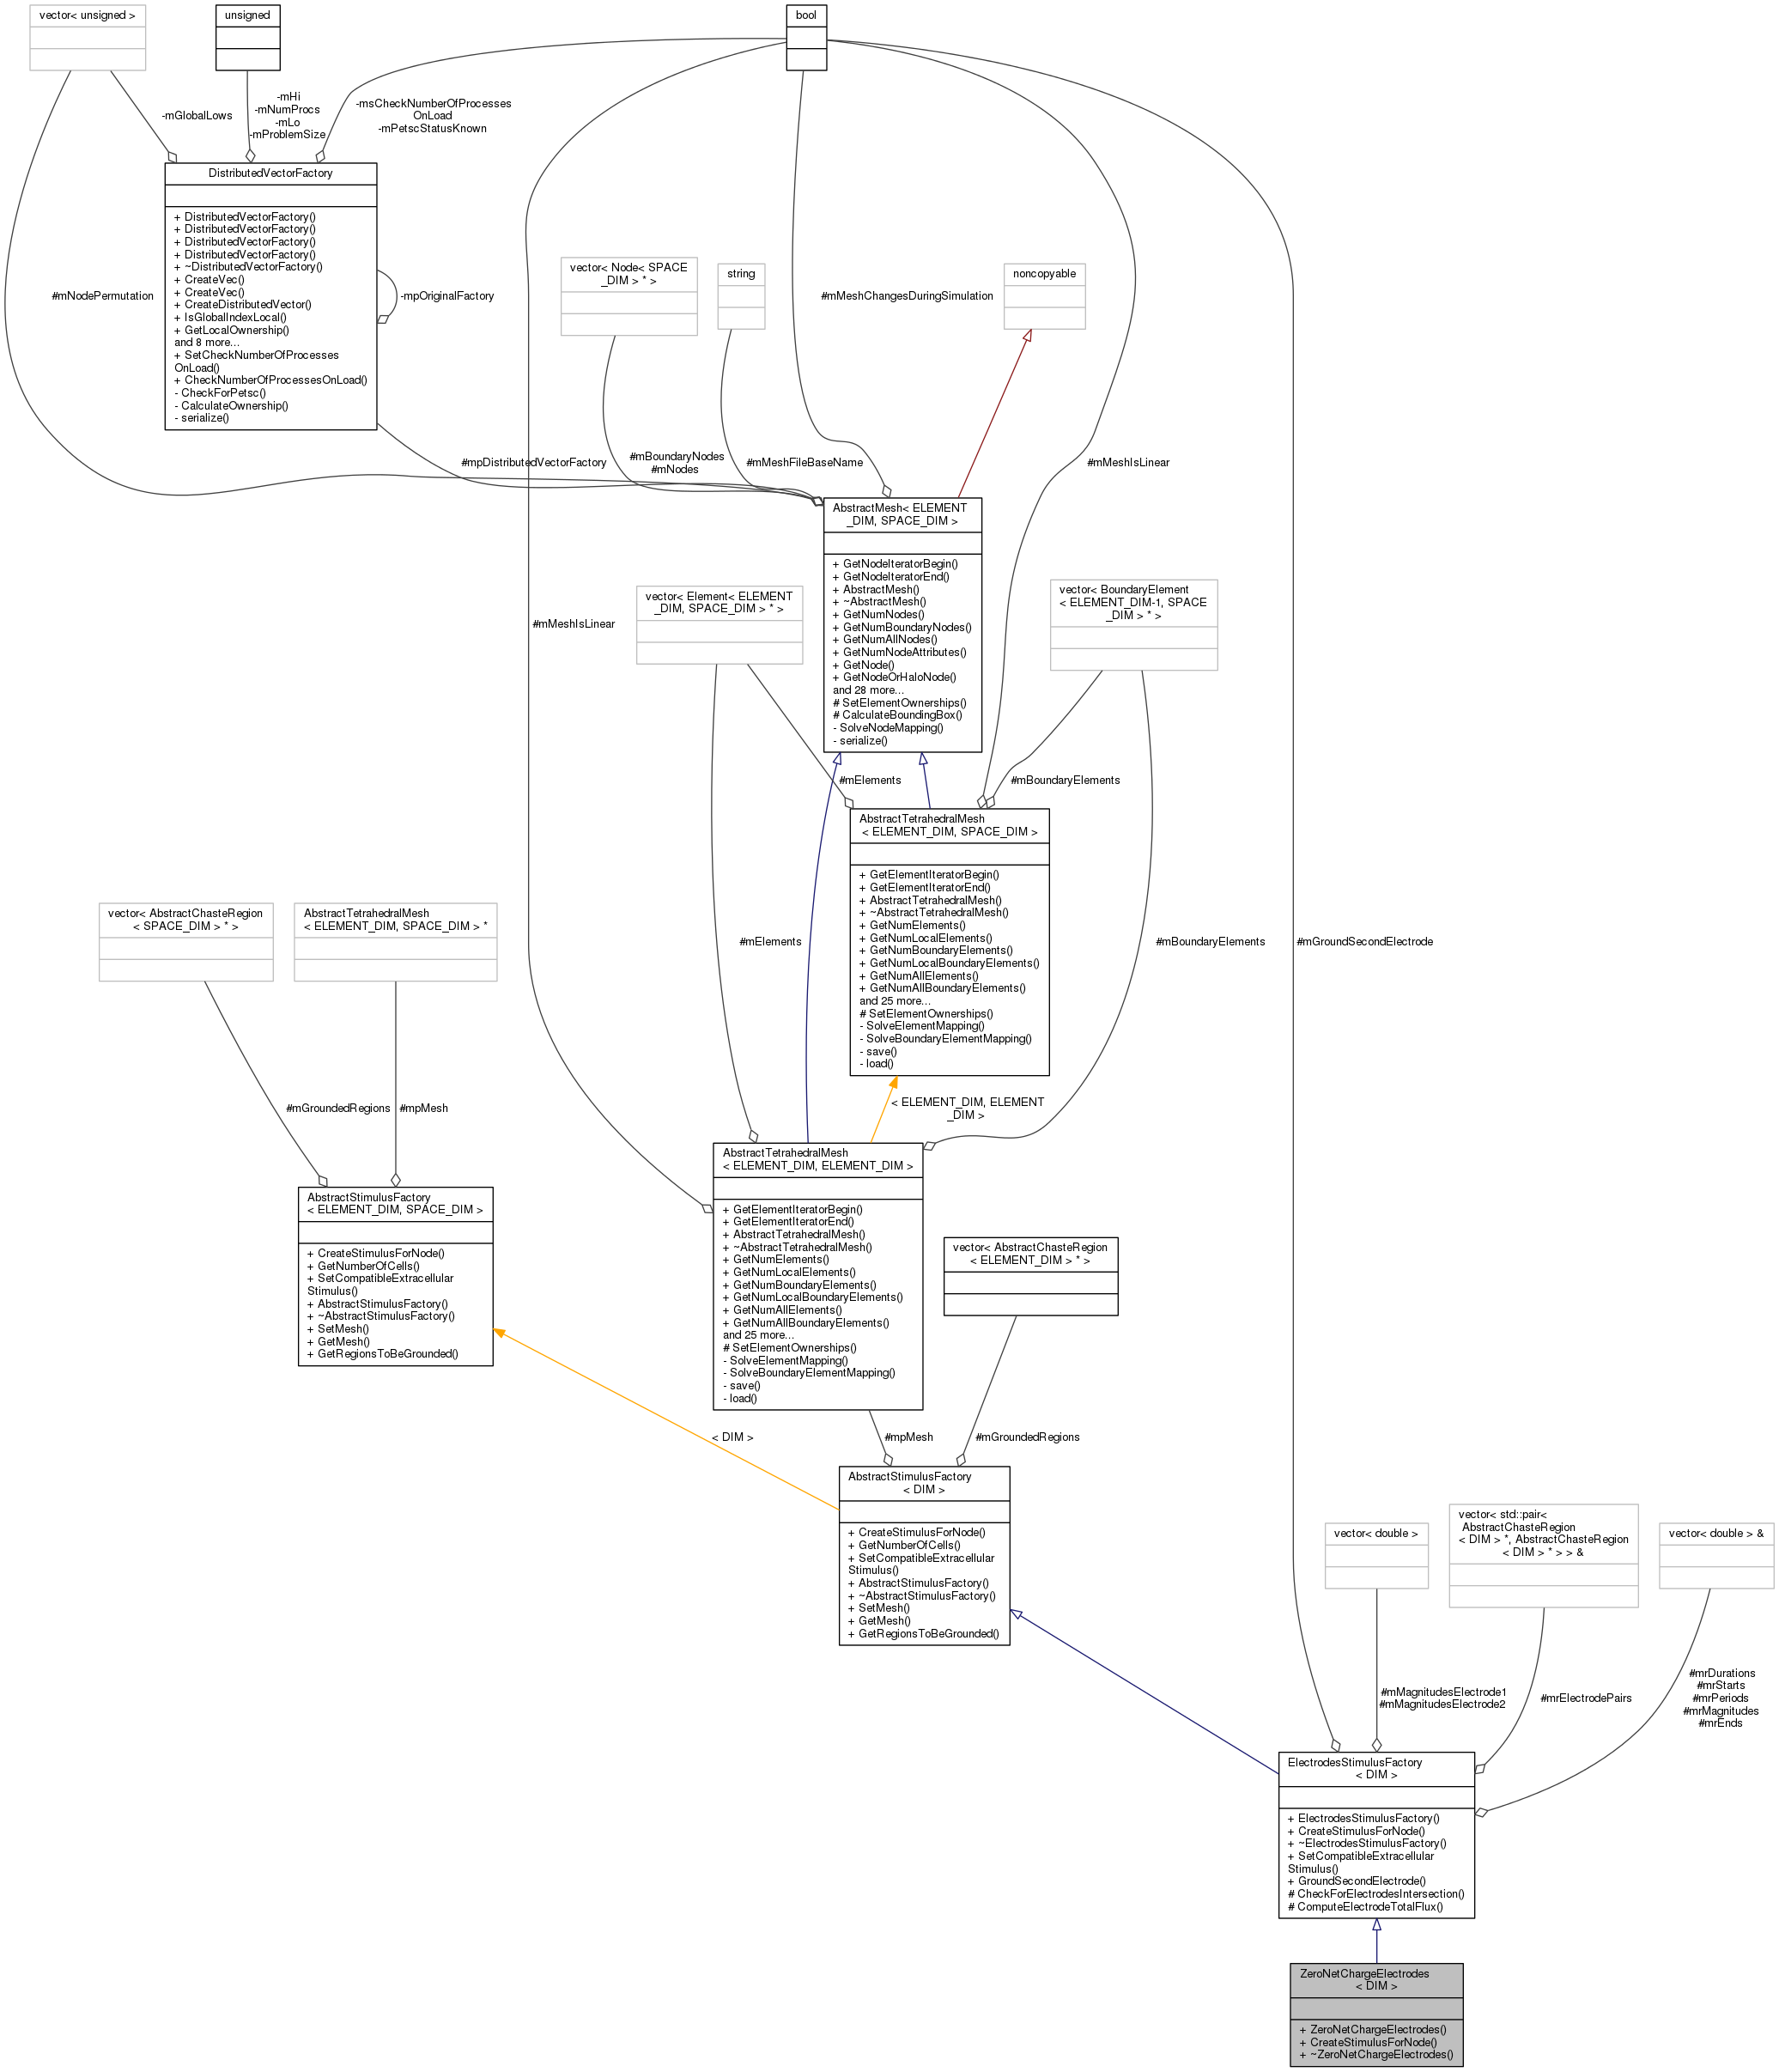 vector< unsigned >
unsigned
bool
-mGlobalLows
-mHi
-mNumProcs
-mLo
-mProblemSize
-msCheckNumberOfProcesses
OnLoad
-mPetscStatusKnown
DistributedVectorFactory
+ DistributedVectorFactory()
+ DistributedVectorFactory()
+ DistributedVectorFactory()
+ DistributedVectorFactory()
+ ~DistributedVectorFactory()
+ CreateVec()
+ CreateVec()
+ CreateDistributedVector()
+ IsGlobalIndexLocal()
+ GetLocalOwnership()
and 8 more...
+ SetCheckNumberOfProcesses
OnLoad()
+ CheckNumberOfProcessesOnLoad()
- CheckForPetsc()
- CalculateOwnership()
- serialize()
#mNodePermutation
-mpOriginalFactory
vector< Node< SPACE
_DIM > * >
string
#mMeshChangesDuringSimulation
noncopyable
#mpDistributedVectorFactory
#mBoundaryNodes
#mNodes
#mMeshFileBaseName
#mMeshIsLinear
AbstractMesh< ELEMENT
_DIM, SPACE_DIM >
+ GetNodeIteratorBegin()
+ GetNodeIteratorEnd()
+ AbstractMesh()
+ ~AbstractMesh()
+ GetNumNodes()
+ GetNumBoundaryNodes()
+ GetNumAllNodes()
+ GetNumNodeAttributes()
+ GetNode()
+ GetNodeOrHaloNode()
and 28 more...
# SetElementOwnerships()
# CalculateBoundingBox()
- SolveNodeMapping()
- serialize()
#mMeshIsLinear
vector< Element< ELEMENT
_DIM, SPACE_DIM > * >
vector< BoundaryElement
< ELEMENT_DIM-1, SPACE
_DIM > * >
#mElements
#mBoundaryElements
AbstractTetrahedralMesh
< ELEMENT_DIM, SPACE_DIM >
+ GetElementIteratorBegin()
+ GetElementIteratorEnd()
+ AbstractTetrahedralMesh()
+ ~AbstractTetrahedralMesh()
+ GetNumElements()
+ GetNumLocalElements()
+ GetNumBoundaryElements()
+ GetNumLocalBoundaryElements()
+ GetNumAllElements()
+ GetNumAllBoundaryElements()
and 25 more...
# SetElementOwnerships()
- SolveElementMapping()
- SolveBoundaryElementMapping()
- save()
- load()
#mElements
#mBoundaryElements
#mGroundSecondElectrode
vector< AbstractChasteRegion
< SPACE_DIM > * >
AbstractTetrahedralMesh
< ELEMENT_DIM, SPACE_DIM > *
#mGroundedRegions
#mpMesh
< ELEMENT_DIM, ELEMENT
_DIM >
AbstractStimulusFactory
< ELEMENT_DIM, SPACE_DIM >
+ CreateStimulusForNode()
+ GetNumberOfCells()
+ SetCompatibleExtracellular
Stimulus()
+ AbstractStimulusFactory()
+ ~AbstractStimulusFactory()
+ SetMesh()
+ GetMesh()
+ GetRegionsToBeGrounded()
AbstractTetrahedralMesh
< ELEMENT_DIM, ELEMENT_DIM >
+ GetElementIteratorBegin()
+ GetElementIteratorEnd()
+ AbstractTetrahedralMesh()
+ ~AbstractTetrahedralMesh()
+ GetNumElements()
+ GetNumLocalElements()
+ GetNumBoundaryElements()
+ GetNumLocalBoundaryElements()
+ GetNumAllElements()
+ GetNumAllBoundaryElements()
and 25 more...
# SetElementOwnerships()
- SolveElementMapping()
- SolveBoundaryElementMapping()
- save()
- load()
vector< AbstractChasteRegion
< ELEMENT_DIM > * >
< DIM >
#mpMesh
#mGroundedRegions
AbstractStimulusFactory
< DIM >
+ CreateStimulusForNode()
+ GetNumberOfCells()
+ SetCompatibleExtracellular
Stimulus()
+ AbstractStimulusFactory()
+ ~AbstractStimulusFactory()
+ SetMesh()
+ GetMesh()
+ GetRegionsToBeGrounded()
vector< double >
vector< std::pair<
AbstractChasteRegion
< DIM > *, AbstractChasteRegion
< DIM > * > > &
vector< double > &
#mMagnitudesElectrode1
#mMagnitudesElectrode2
#mrElectrodePairs
#mrDurations
#mrStarts
#mrPeriods
#mrMagnitudes
#mrEnds
ElectrodesStimulusFactory
< DIM >
+ ElectrodesStimulusFactory()
+ CreateStimulusForNode()
+ ~ElectrodesStimulusFactory()
+ SetCompatibleExtracellular
Stimulus()
+ GroundSecondElectrode()
# CheckForElectrodesIntersection()
# ComputeElectrodeTotalFlux()
ZeroNetChargeElectrodes
< DIM >
+ ZeroNetChargeElectrodes()
+ CreateStimulusForNode()
+ ~ZeroNetChargeElectrodes()